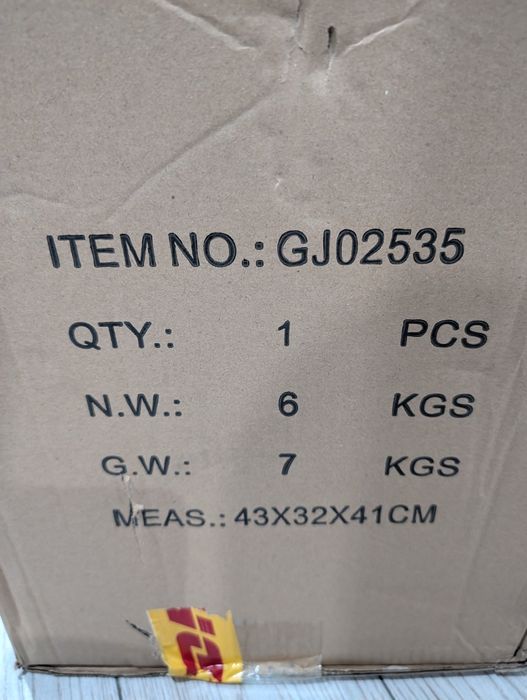 ITEM NO.: GJ02535
QTY.: 1 PCS
N.W.: 6 KGS
G.W.: 7 KGS
MEAS.: 43X32X41CM